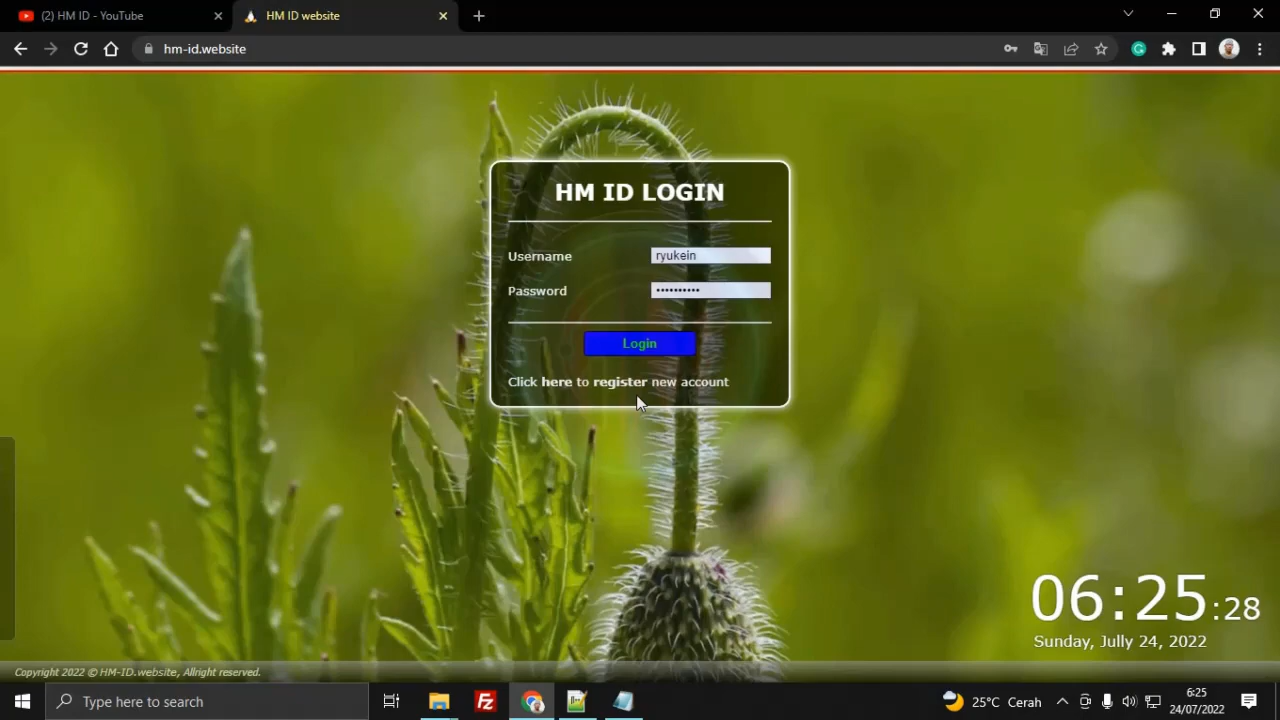 (2) HM ID - YouTube
HM ID website
hm-id.website
HM ID LOGIN
Username
ryukein
Password
••••••••••
Login
Click here to register new account
06:25:28
Sunday, Jully 24, 2022
Copyright 2022 © HM-ID.website, Allright reserved.
Type here to search
25°C Cerah
6:25
24/07/2022